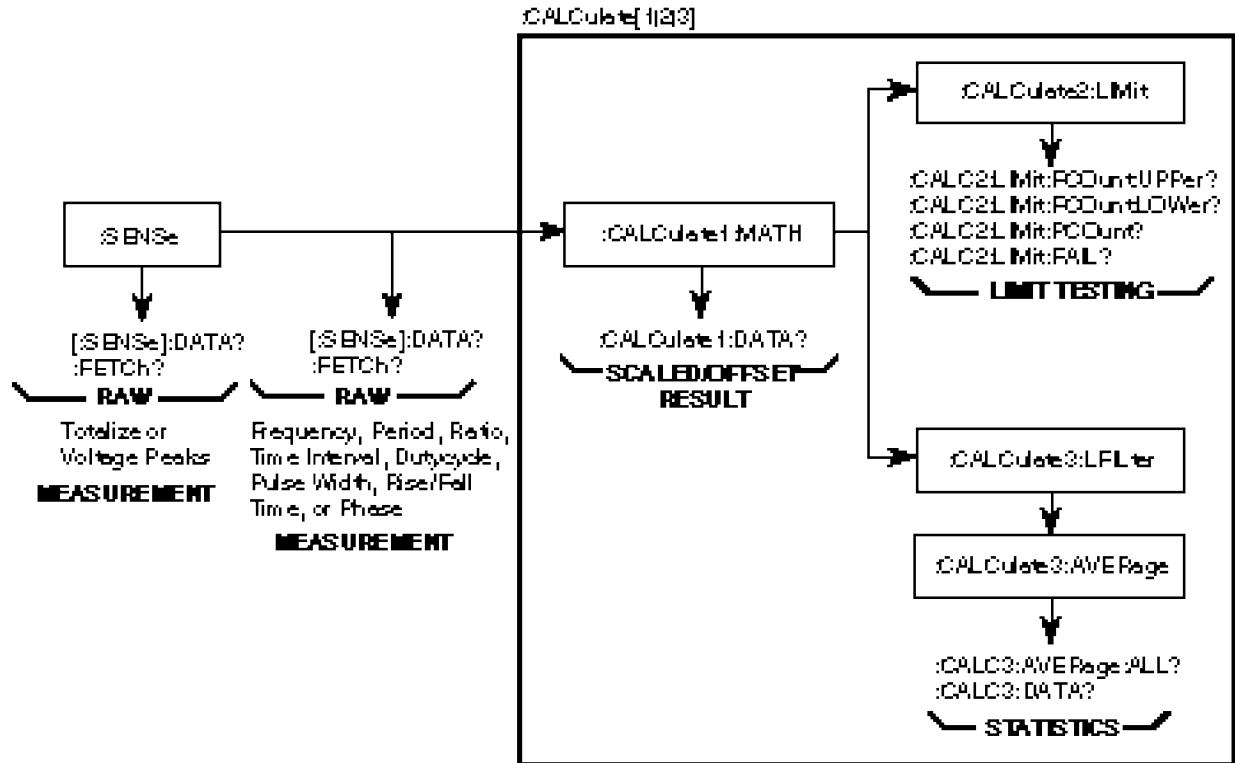 :CALCulate[1|2|3]
:CALCulate2:LIMit
:CALC2:LIMit:FCOunt:UPPer?
:CALC2:LIMit:FCOunt:LOWer?
:CALC2:LIMit:PCOunt?
:CALC2:LIMit:FAIL?
LIMIT TESTING
:SENSe
:CALCulate1:MATH
[:SENSe]:DATA?
:FETCh?
RAW
Totalize or
Voltage Peaks
MEASUREMENT
[:SENSe]:DATA?
:FETCh?
RAW
Frequency, Period, Ratio,
Time Interval, Dutycycle,
Pulse Width, Rise/Fall
Time, or Phase
MEASUREMENT
:CALCulate1:DATA?
SCALED/OFFSET
RESULT
:CALCulate3:LFILter
:CALCulate3:AVERage
:CALC3:AVERage:ALL?
:CALC3:DATA?
STATISTICS